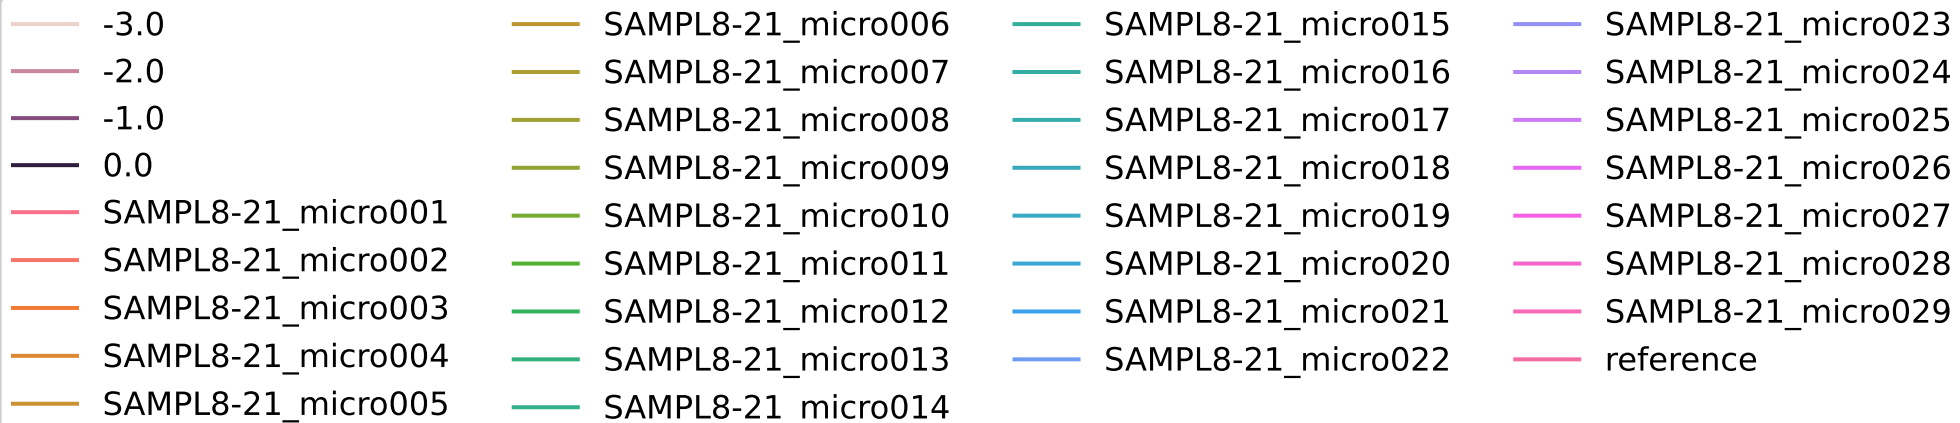 -3.0
-2.0
-1.0
0.0
SAMPL8-21_micro001
SAMPL8-21_micro002
SAMPL8-21_micro003
SAMPL8-21_micro004
SAMPL8-21_micro005
SAMPL8-21_micro006
SAMPL8-21_micro007
SAMPL8-21_micro008
SAMPL8-21_micro009
SAMPL8-21_micro010
SAMPL8-21_micro011
SAMPL8-21_micro012
SAMPL8-21_micro013
SAMPL8-21 micro014
SAMPL8-21_micro015
SAMPL8-21_micro016
SAMPL8-21_micro017
SAMPL8-21_micro018
SAMPL8-21_micro019
SAMPL8-21_micro020
SAMPL8-21_micro021
SAMPL8-21_micro022
SAMPL8-21_micro023
SAMPL8-21_micro024
SAMPL8-21_micro025
SAMPL8-21_micro026
SAMPL8-21_micro027
SAMPL8-21_micro028
SAMPL8-21_micro029
reference